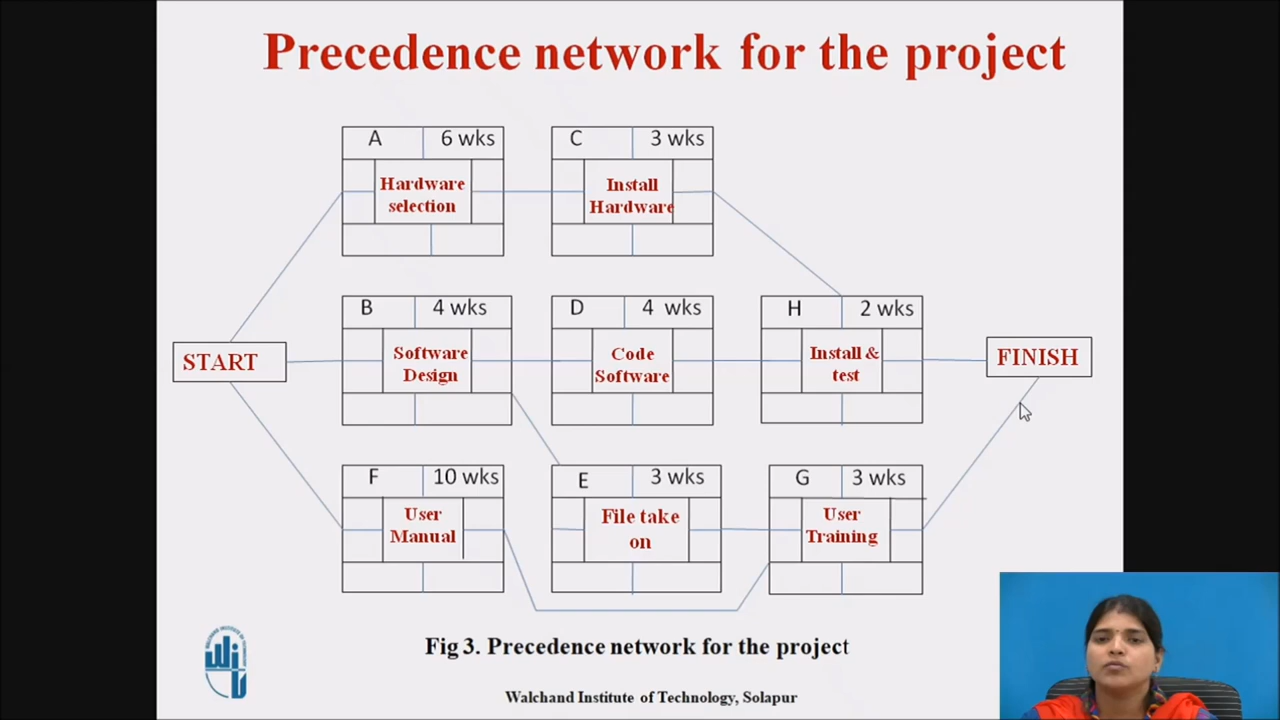 Precedence network for the project
A 6 wks
Hardware
selection
C 3 wks
Install
Hardware
START
B 4 wks
Software
Design
D 4 wks
Code
Software
H 2 wks
Install &
test
FINISH
F 10 wks
User
Manual
E 3 wks
File take
on
G 3 wks
User
Training
Fig 3. Precedence network for the project
Walchand Institute of Technology, Solapur